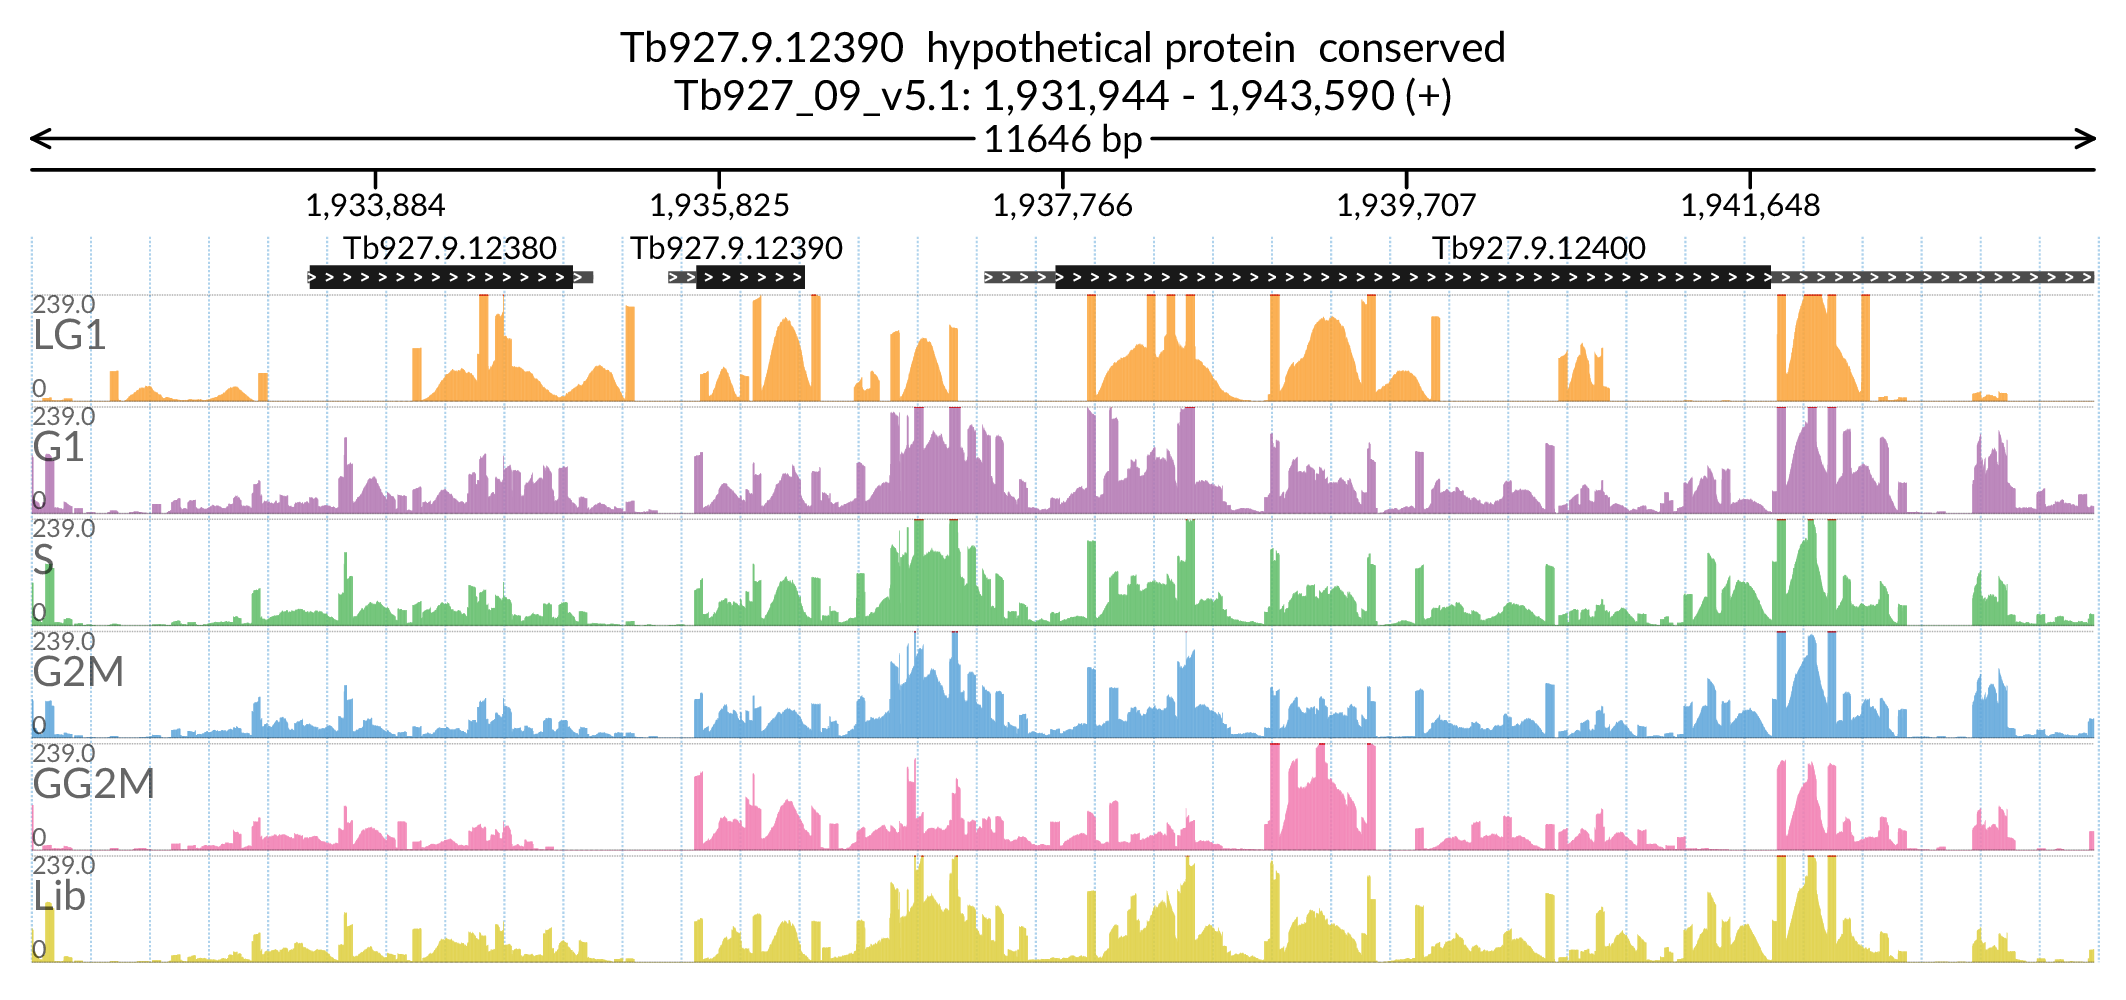 Tb927.9.12390  hypothetical protein  conserved
Tb927_09_v5.1: 1,931,944 - 1,943,590 (+)
11646 bp
1,933,884 1,935,825 1,937,766 1,939,707 1,941,648
Tb927.9.12380 Tb927.9.12390 Tb927.9.12400
239.0
LG1
0
239.0
G1
0
239.0
S
0
239.0
G2M
0
239.0
GG2M
0
239.0
Lib
0